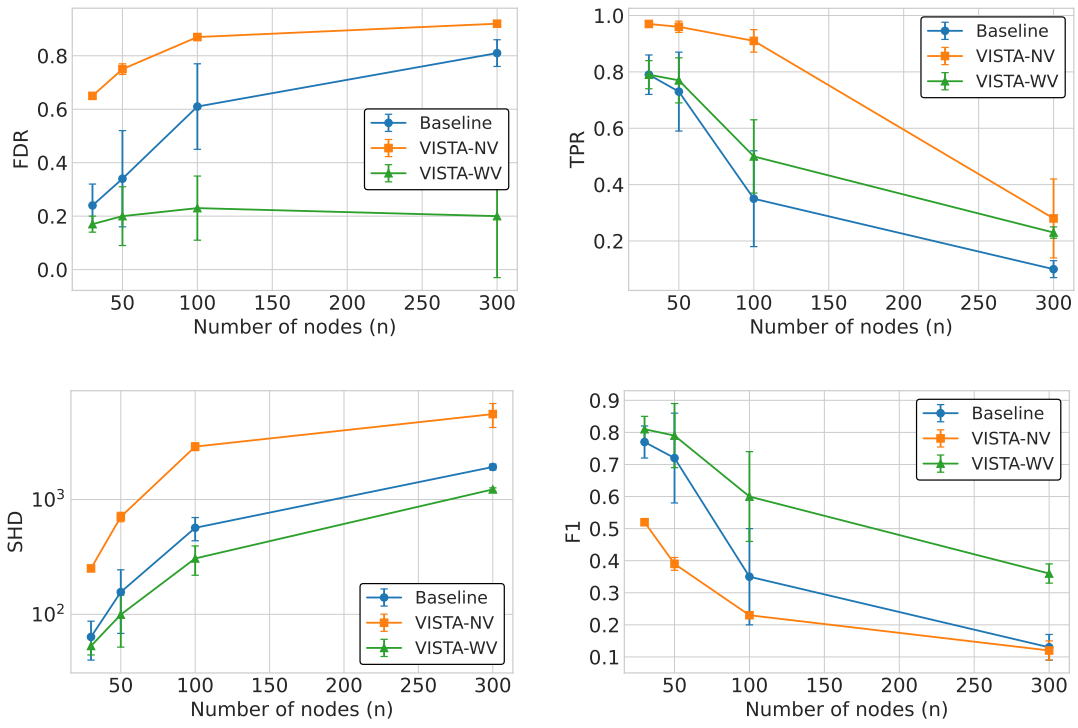 FDR
0.8
0.6
0.4
0.2
0.0
50 100 150 200 250 300
Number of nodes (n)
Baseline
VISTA-NV
VISTA-WV
TPR
1.0
0.8
0.6
0.4
0.2
50 100 150 200 250 300
Number of nodes (n)
Baseline
VISTA-NV
VISTA-WV
SHD
10³
10²
50 100 150 200 250 300
Number of nodes (n)
Baseline
VISTA-NV
VISTA-WV
F1
0.9
0.8
0.7
0.6
0.5
0.4
0.3
0.2
0.1
50 100 150 200 250 300
Number of nodes (n)
Baseline
VISTA-NV
VISTA-WV